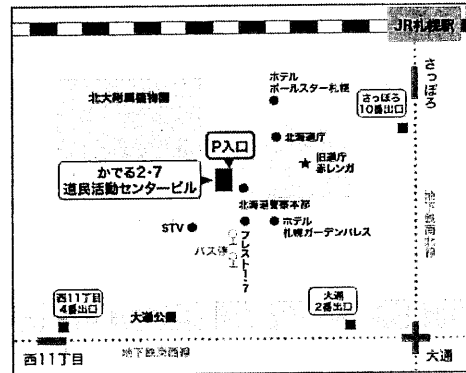 JR札幌駅
さっぽろ
ホテル
ポールスター札幌
さっぽろ
10番出口
北大附属植物園
P入口
北海道庁
旧道庁
赤レンガ
かでる2・7
道民活動センタービル
北海道警察本部
STV
ホテル
札幌ガーデンパレス
プレスト1・7
バス停
地下鉄南北線
西11丁目
4番出口
大通公園
大通
2番出口
地下鉄東西線
西11丁目
大通